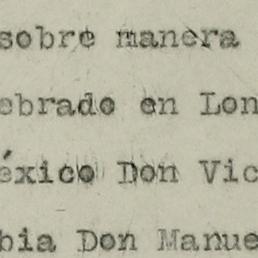 sobre manera
ebrado en Lon
éxico Don Vic
bia Don Manue